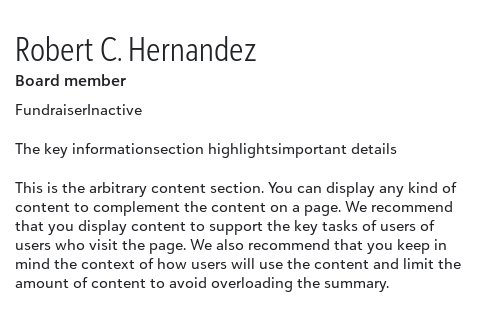 Robert C. Hernandez
Board member
FundraiserInactive
The key informationsection highlightsimportant details
This is the arbitrary content section. You can display any kind of
content to complement the content on a page. We recommend
that you display content to support the key tasks of users of
users who visit the page. We also recommend that you keep in
mind the context of how users will use the content and limit the
amount of content to avoid overloading the summary.